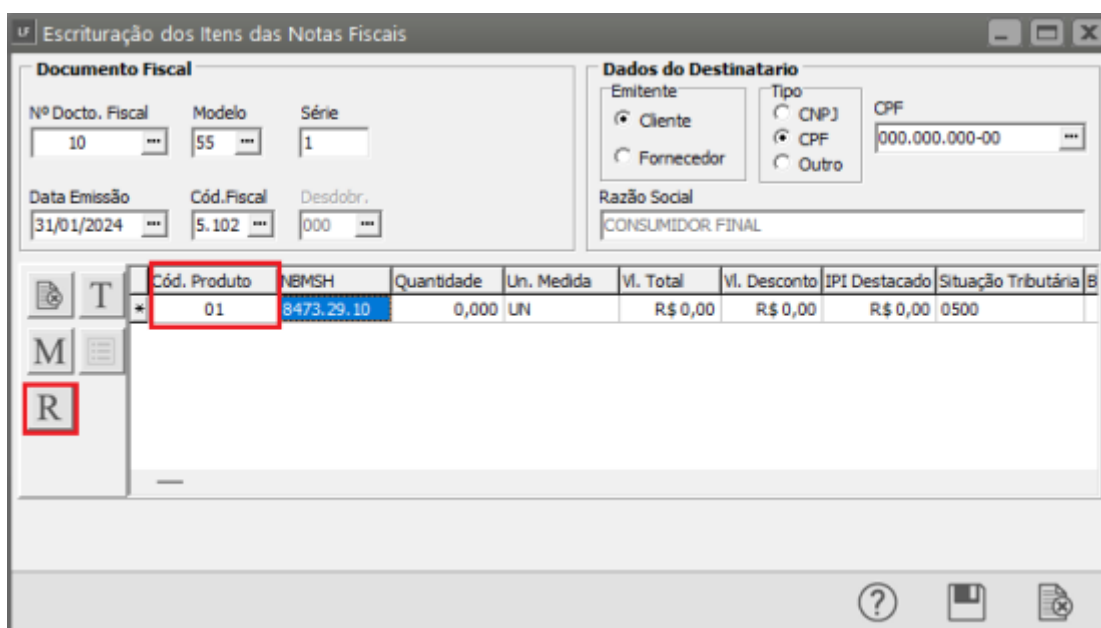 LF Escrituração dos Itens das Notas Fiscais
Documento Fiscal
Nº Docto. Fiscal Modelo Série
10 ... 55 ... 1
Data Emissão Cód.Fiscal Desdobr.
31/01/2024 ... 5.102 ... 000 ...
Dados do Destinatario
Emitente
Cliente
Fornecedor
Tipo
CNPJ
CPF
Outro
CPF
000.000.000-00 ...
Razão Social
CONSUMIDOR FINAL
Cód. Produto NBMSH Quantidade Un. Medida Vl. Total Vl. Desconto IPI Destacado Situação Tributária B
* 01 8473.29.10 0,000 UN R$ 0,00 R$ 0,00 R$ 0,00 0500
T
M
R
?